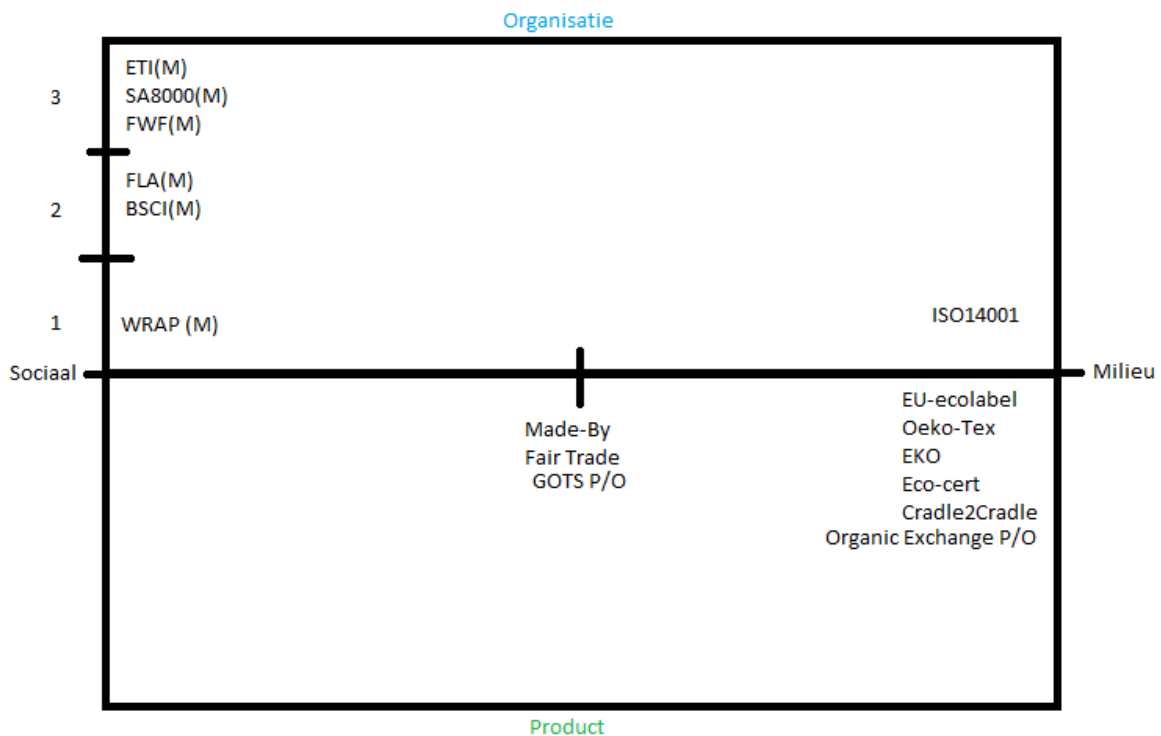 Organisatie
3
ETI(M)
SA8000(M)
FWF(M)
2
FLA(M)
BSCI(M)
1
WRAP (M)
ISO14001
Sociaal
Milieu
Made-By
Fair Trade
GOTS P/O
EU-ecolabel
Oeko-Tex
EKO
Eco-cert
Cradle2Cradle
Organic Exchange P/O
Product